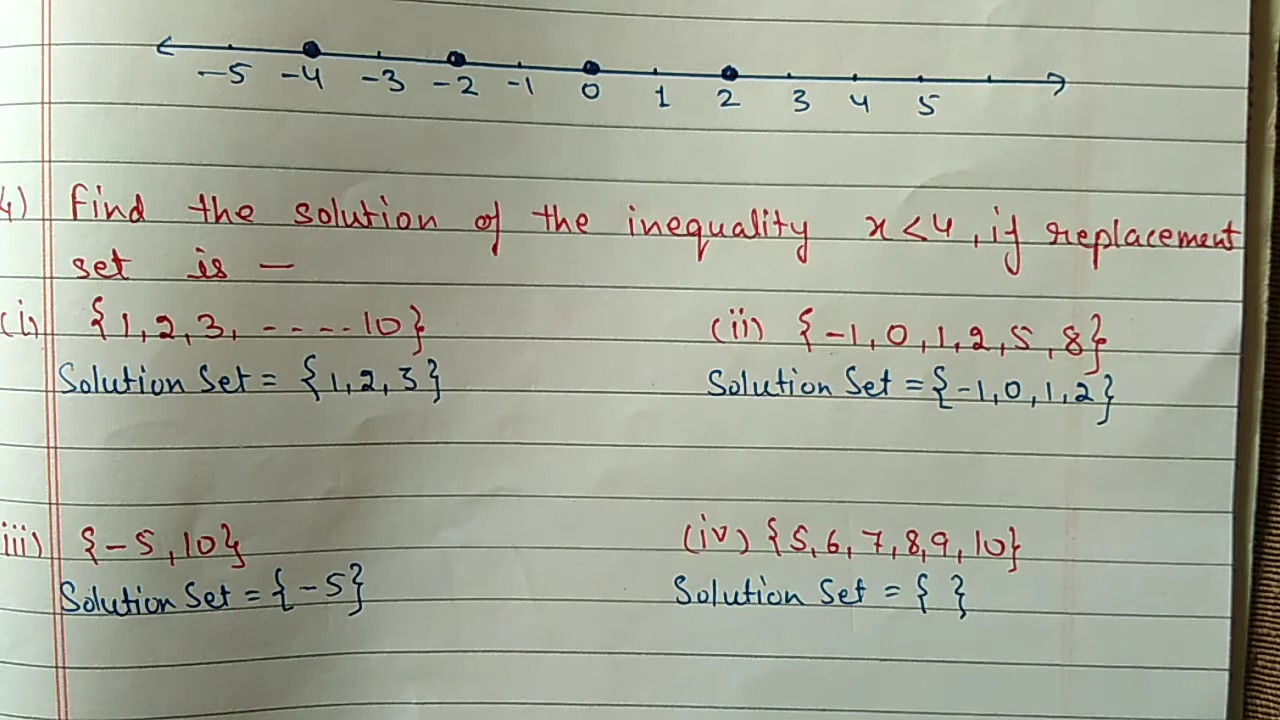 -5 -4 -3 -2 -1 0 1 2 3 4 5
4) Find the solution of the inequality x<4, if replacement
set is —
(i) {1,2,3,-----10}
(ii) {-1,0,1,2,5,8}
Solution Set = {1,2,3}
Solution Set = {-1,0,1,2}
iii) {-5,10}
(iv) {5,6,7,8,9,10}
Solution Set = {-5}
Solution Set = { }